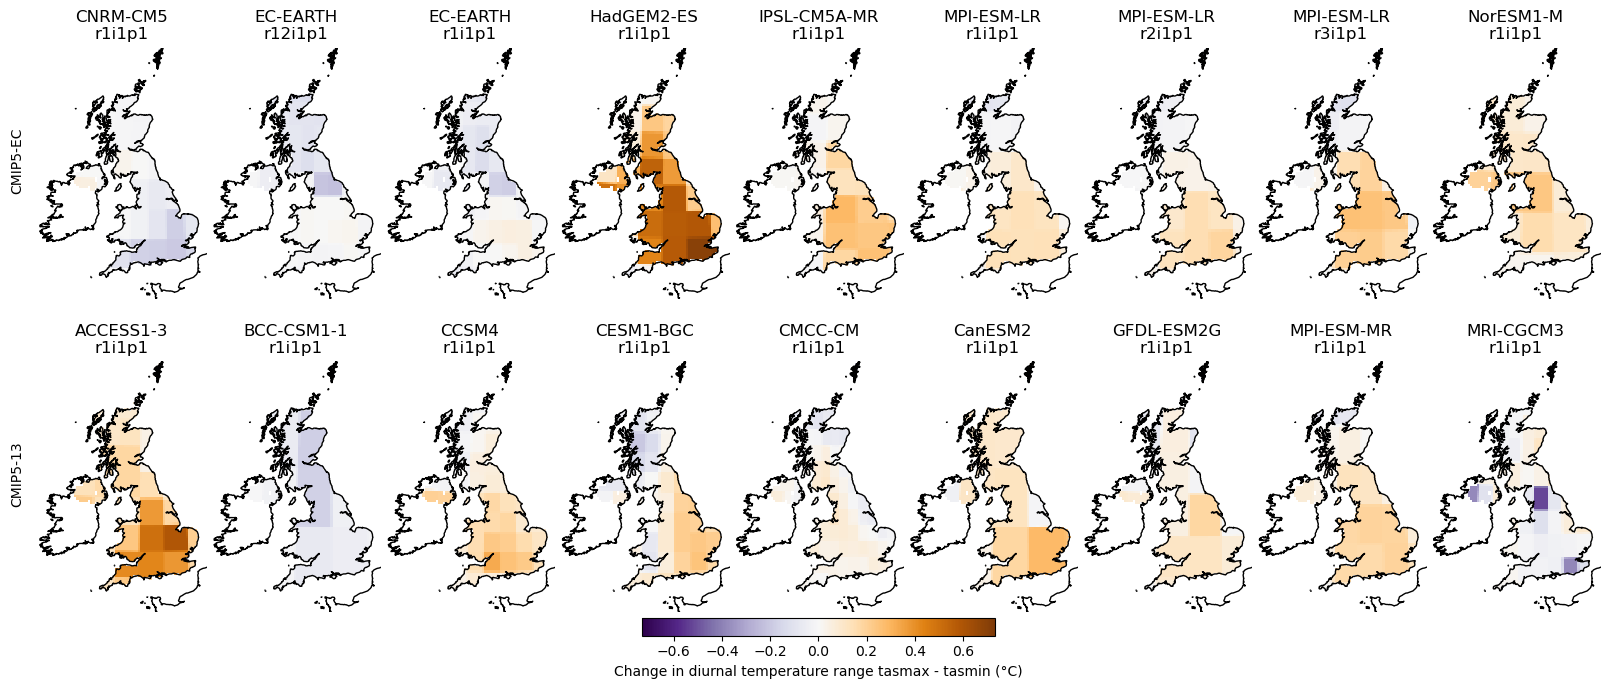 CNRM-CM5 EC-EARTH EC-EARTH HadGEM2-ES IPSL-CM5A-MR MPI-ESM-LR MPI-ESM-LR MPI-ESM-LR NorESM1-M
r1i1p1 r12i1p1 r1i1p1 r1i1p1 r1i1p1 r1i1p1 r2i1p1 r3i1p1 r1i1p1
CMIP5-EC
ACCESS1-3 BCC-CSM1-1 CCSM4 CESM1-BGC CMCC-CM CanESM2 GFDL-ESM2G MPI-ESM-MR MRI-CGCM3
r1i1p1 r1i1p1 r1i1p1 r1i1p1 r1i1p1 r1i1p1 r1i1p1 r1i1p1 r1i1p1
CMIP5-13
−0.6 −0.4 −0.2 0.0 0.2 0.4 0.6
Change in diurnal temperature range tasmax - tasmin (°C)